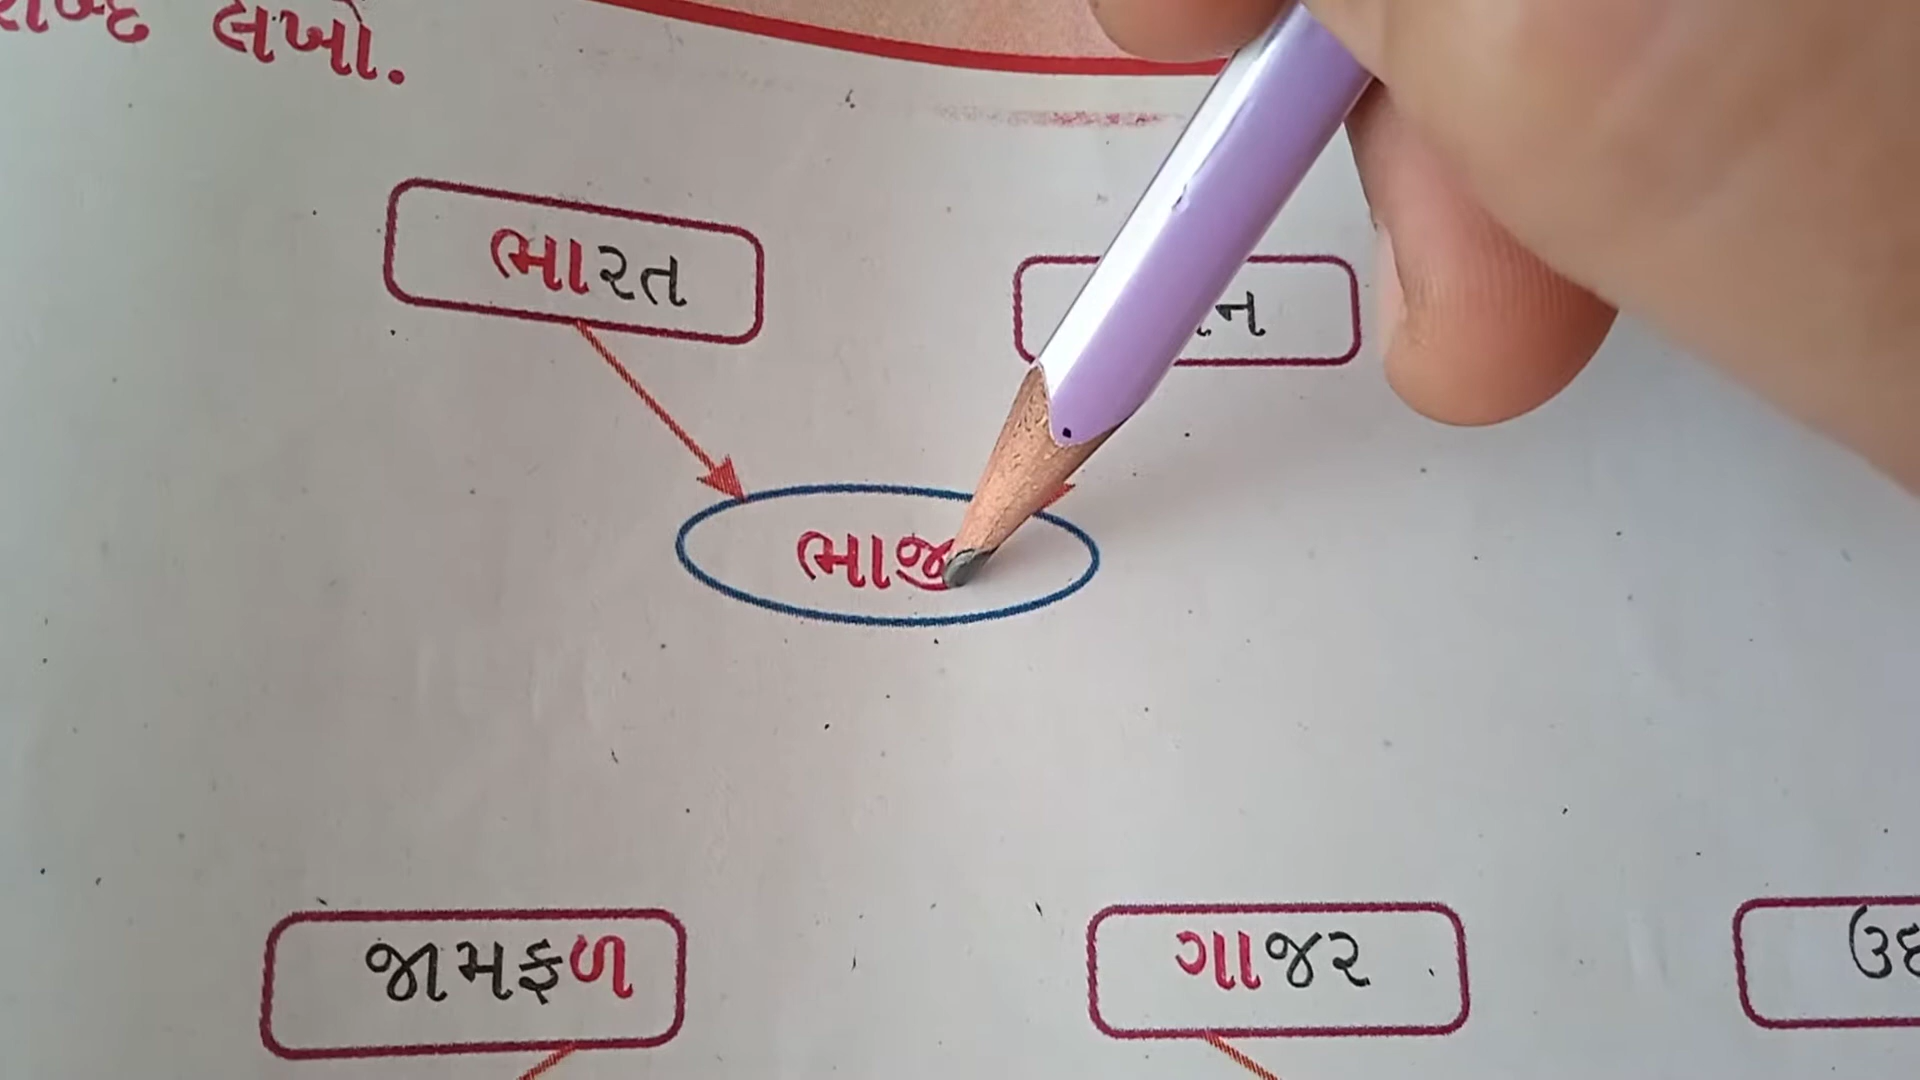 શબ્દ લખો.
ભારત
ભાજી
જામફળ
ગાજર